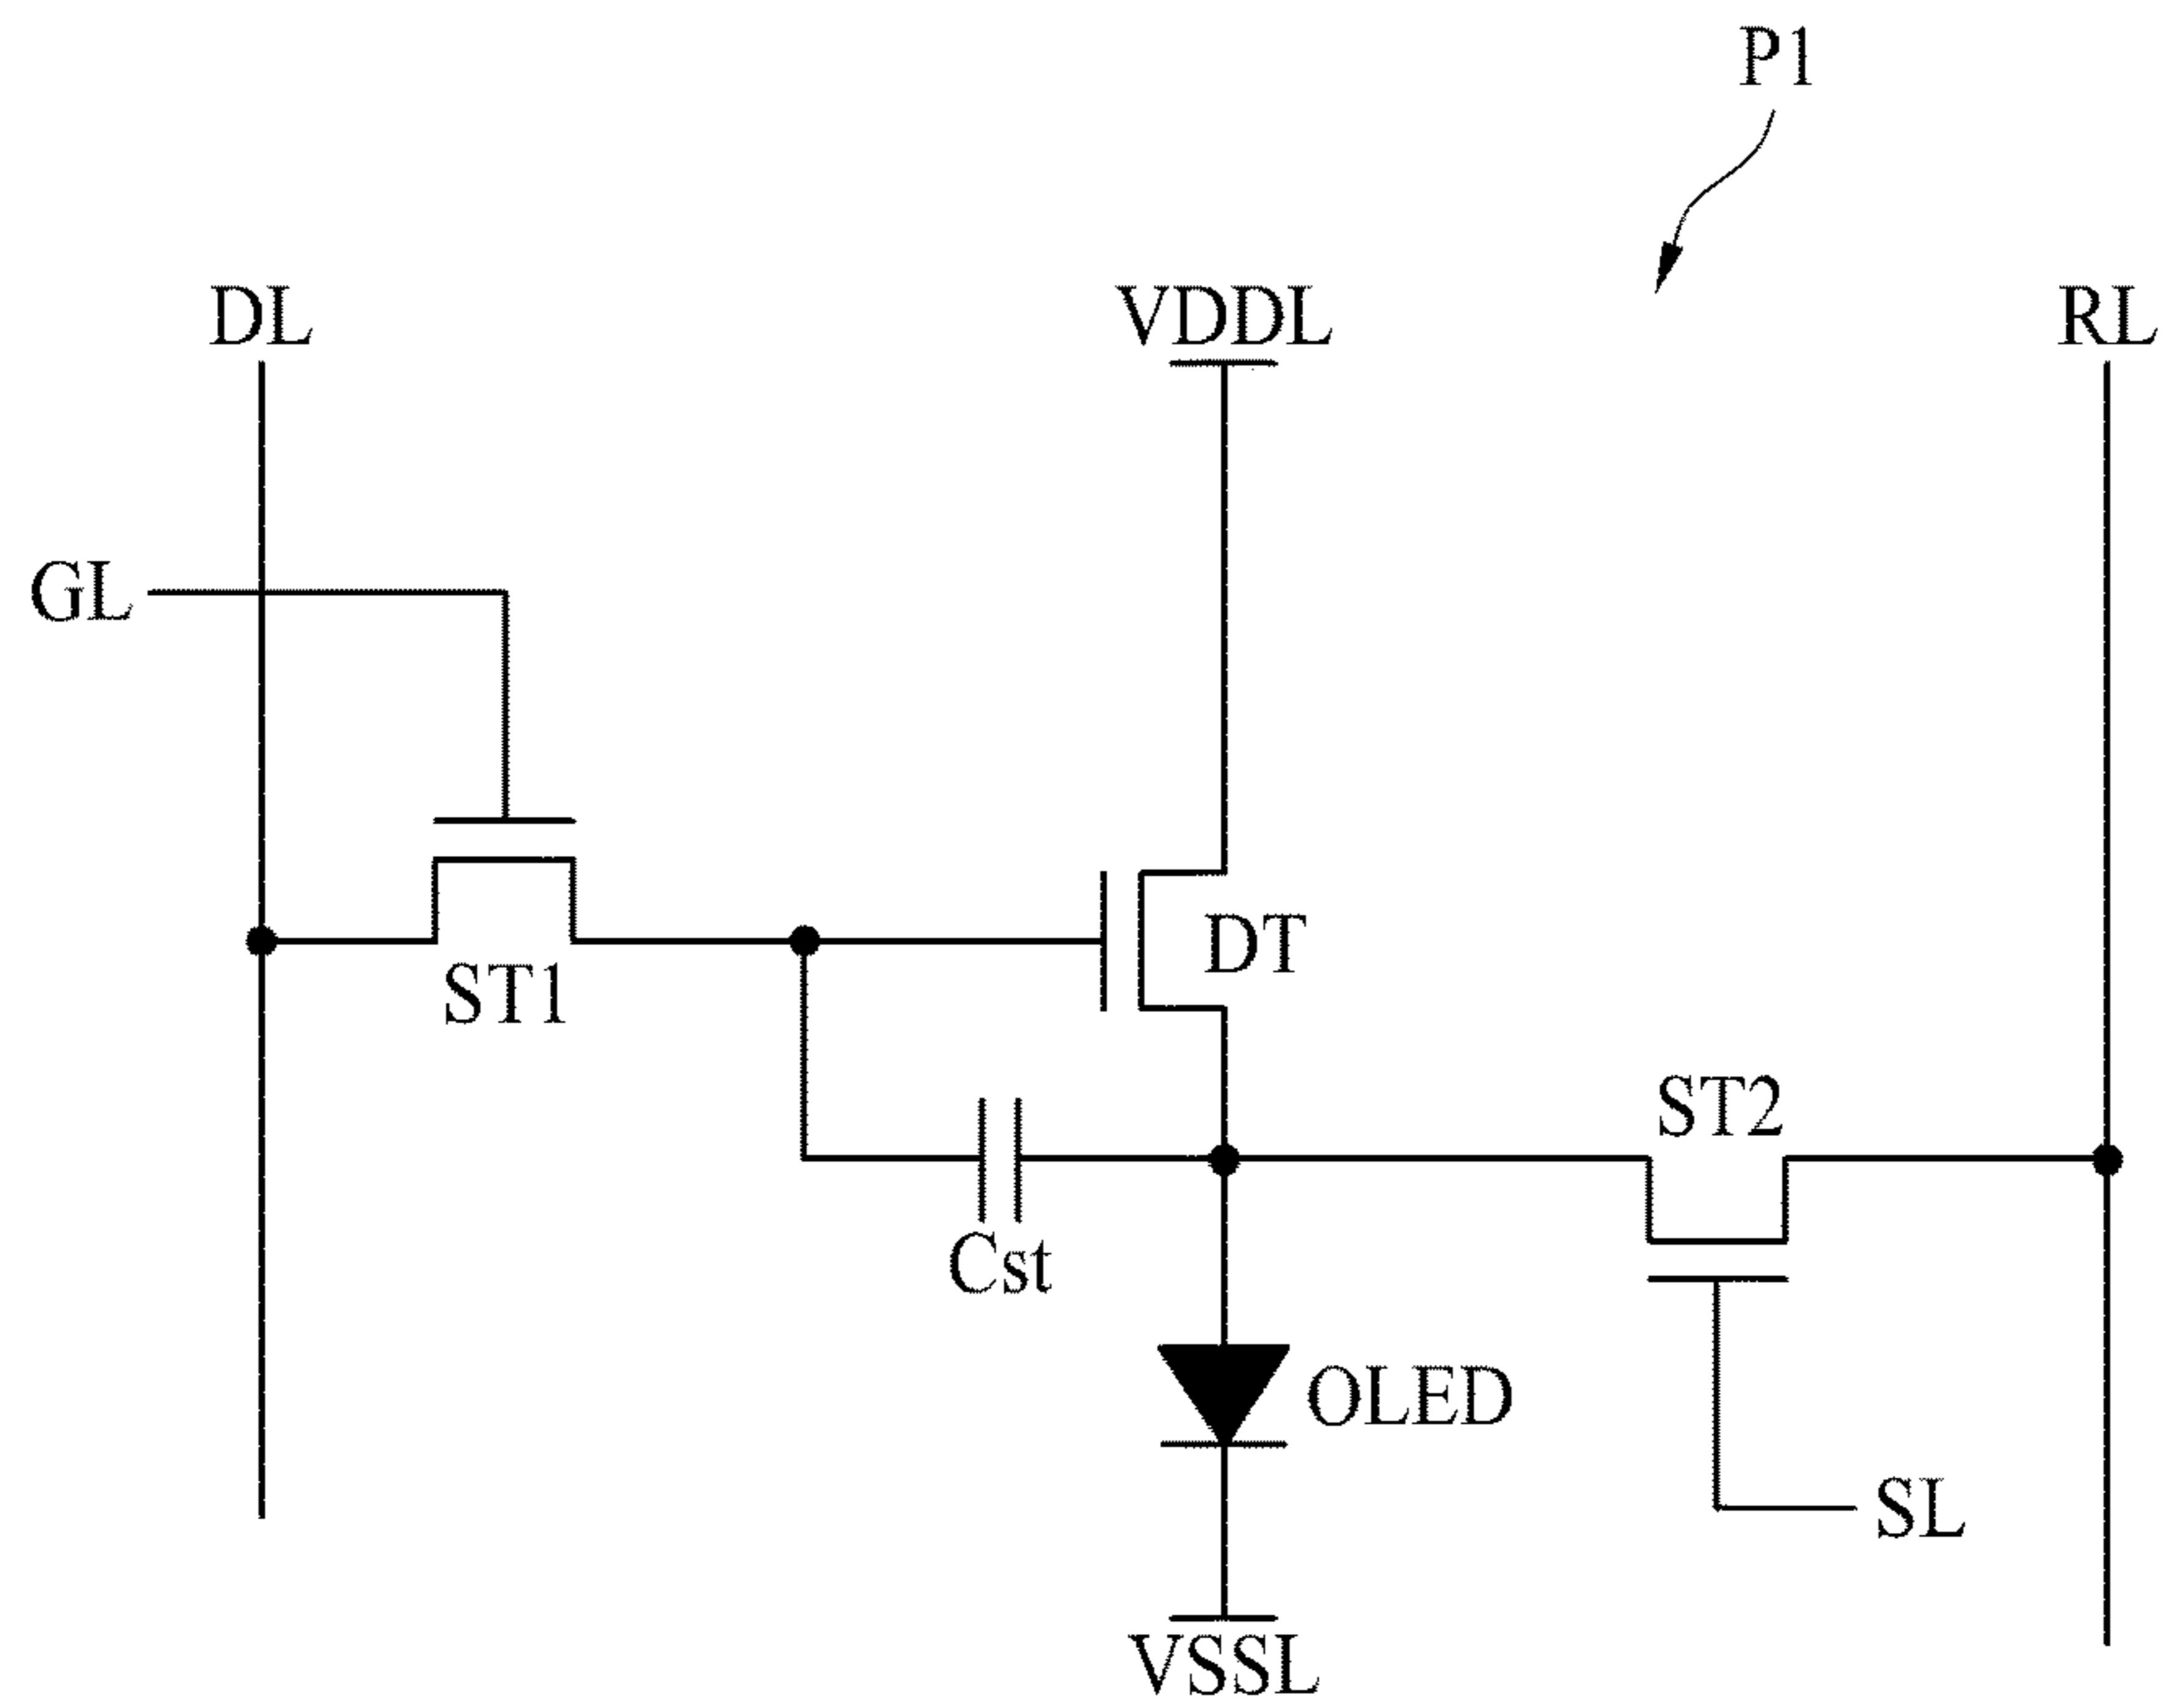 P1
DL
VDDL
RL
GL
DT
ST1
ST2
Cst
OLED
SL
VSSL